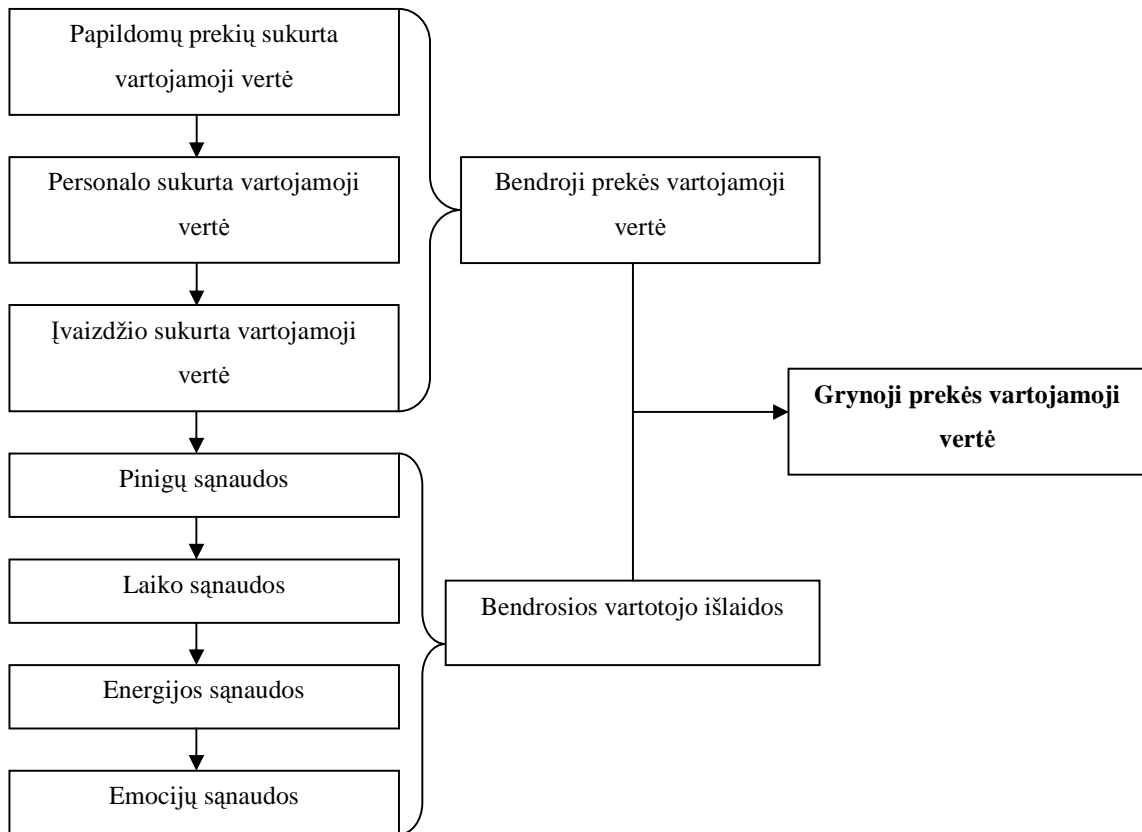 Papildomų prekių sukurta
vartojamoji vertė
Personalo sukurta vartojamoji
vertė
Įvaizdžio sukurta vartojamoji
vertė
Pinigų sąnaudos
Laiko sąnaudos
Energijos sąnaudos
Emocijų sąnaudos
Bendroji prekės vartojamoji
vertė
Bendrosios vartotojo išlaidos
Grynoji prekės vartojamoji
vertė